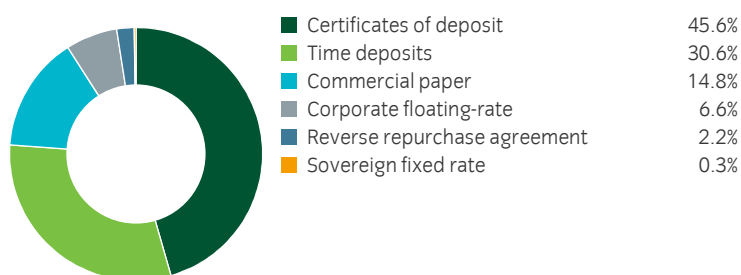 Certificates of deposit 45.6%
Time deposits 30.6%
Commercial paper 14.8%
Corporate floating-rate 6.6%
Reverse repurchase agreement 2.2%
Sovereign fixed rate 0.3%